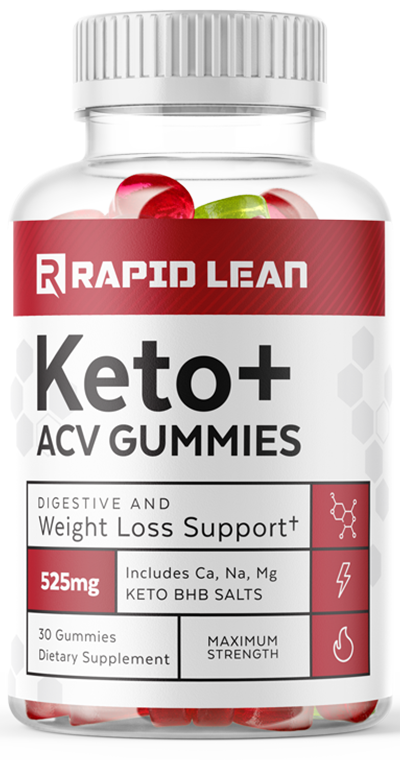 R RAPID LEAN
Keto+
ACV GUMMIES
DIGESTIVE AND
Weight Loss Support†
525mg
Includes Ca, Na, Mg
KETO BHB SALTS
30 Gummies
Dietary Supplement
MAXIMUM
STRENGTH